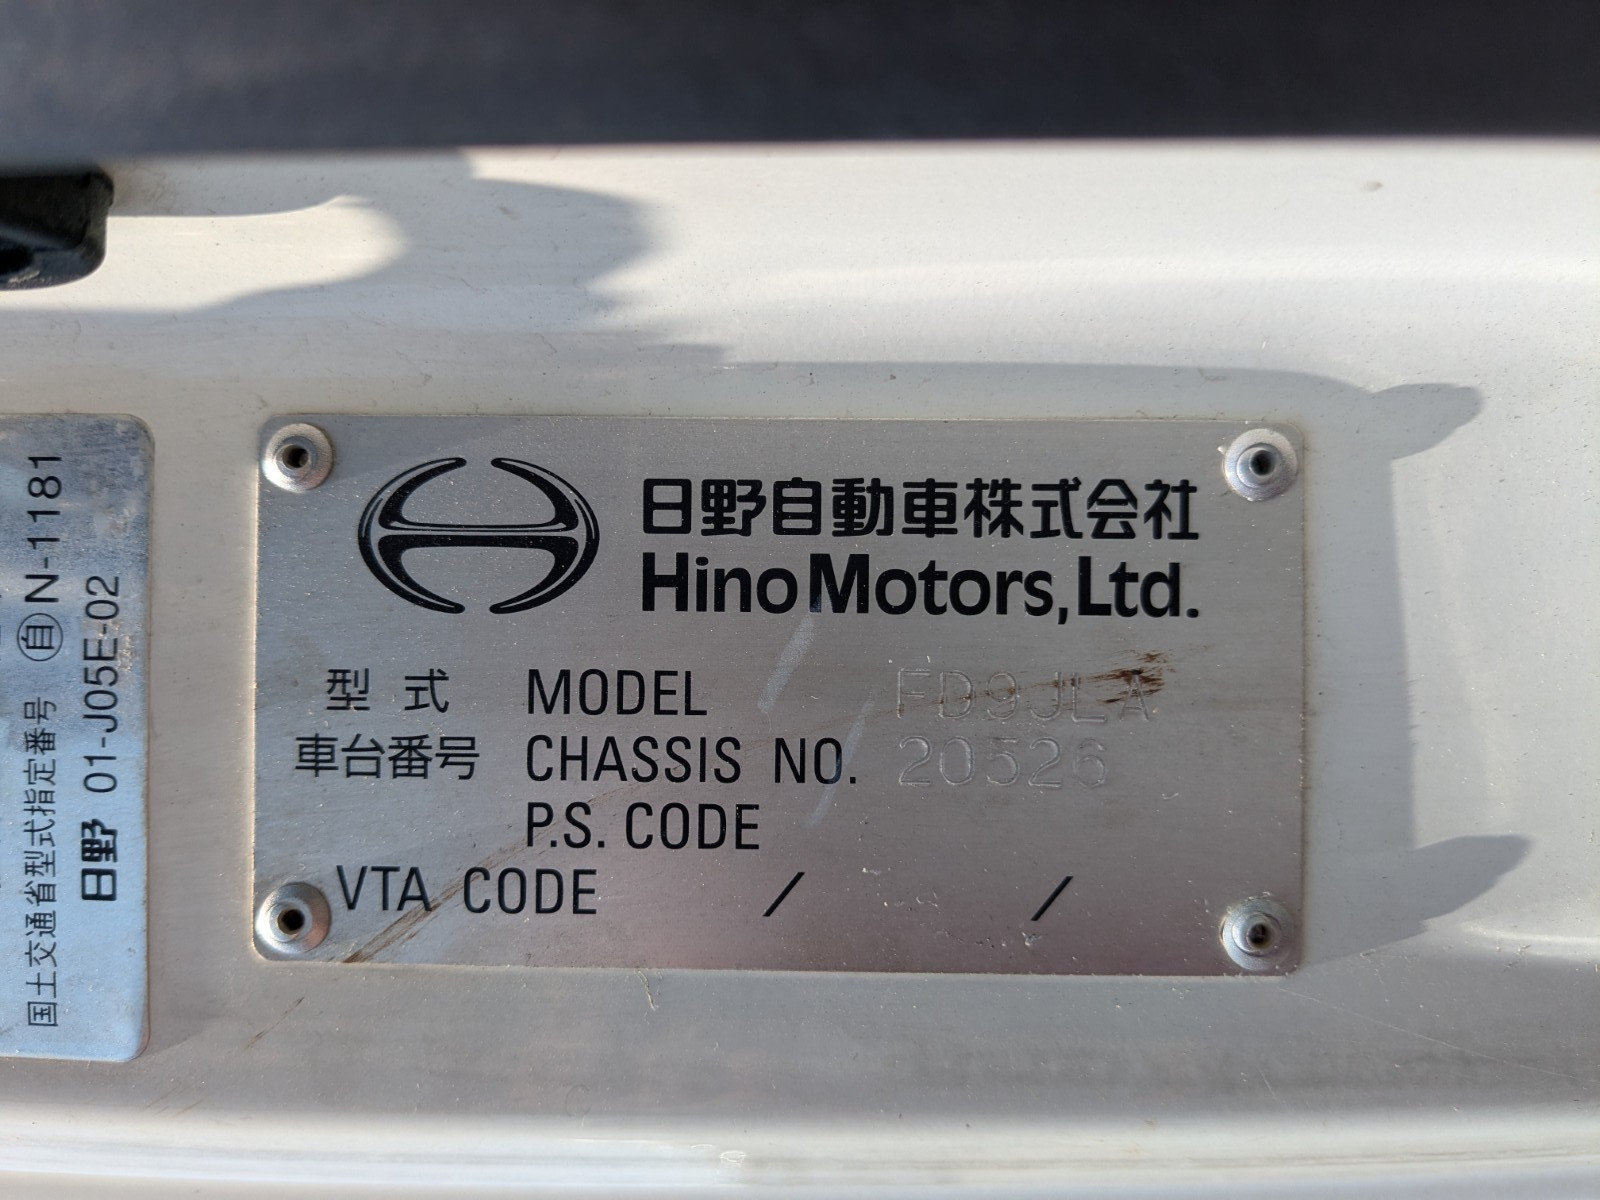 国土交通省型式指定番号 ㊂自 N-1181
日野 01-J05E-02
日野自動車株式会社
Hino Motors, Ltd.
型式 MODEL FD9JLA
車台番号 CHASSIS NO. 20526
P.S. CODE
VTA CODE / /